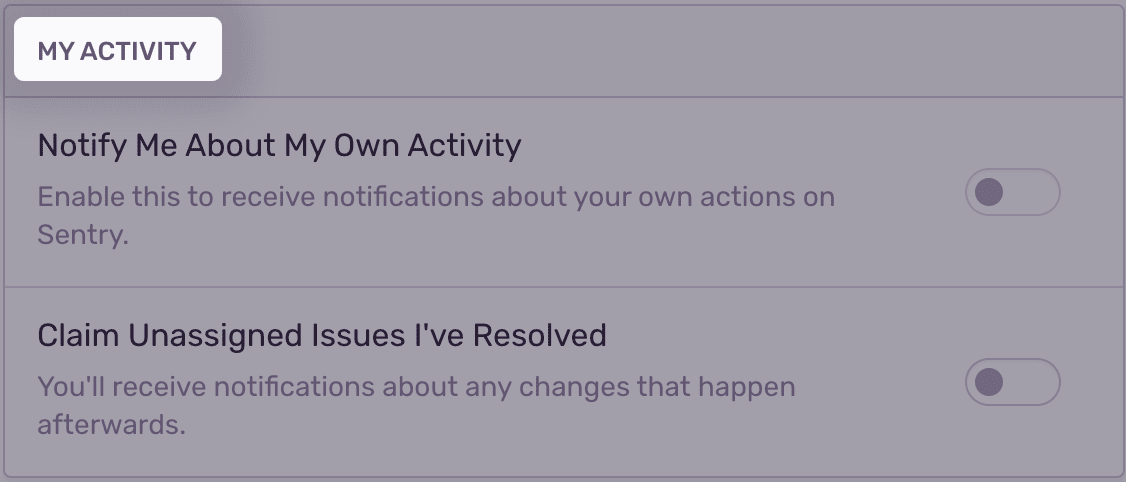 MY ACTIVITY
Notify Me About My Own Activity
Enable this to receive notifications about your own actions on
Sentry.
Claim Unassigned Issues I've Resolved
You'll receive notifications about any changes that happen
afterwards.